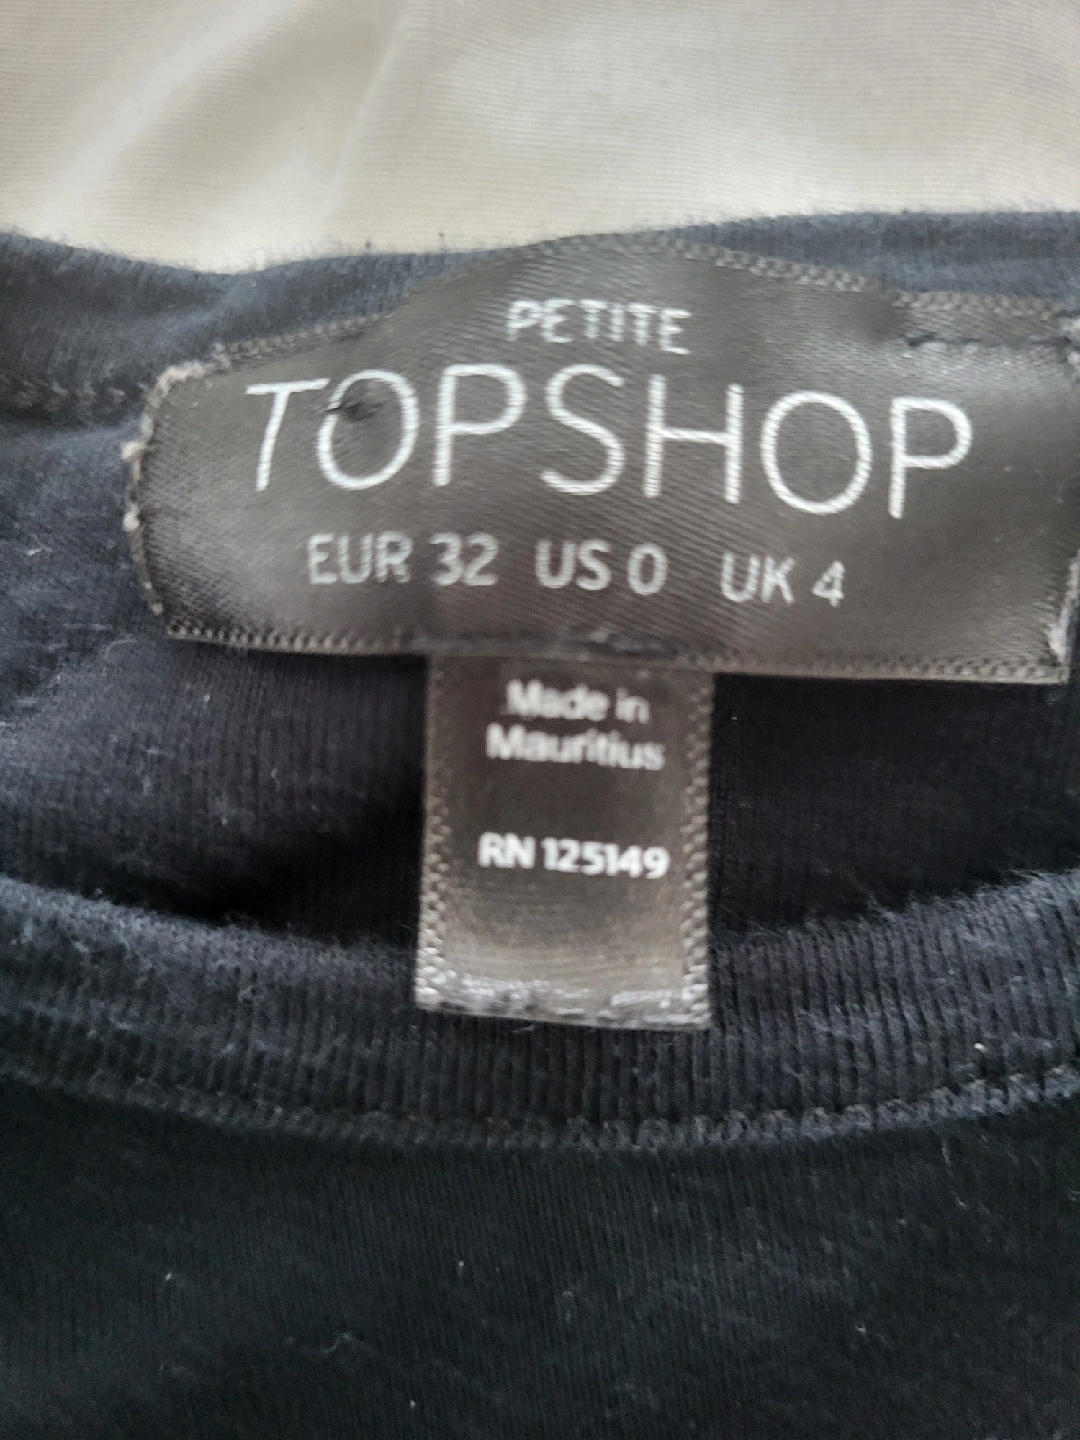 PETITE
TOPSHOP
EUR 32 US 0 UK 4
Made in
Mauritius
RN 125149